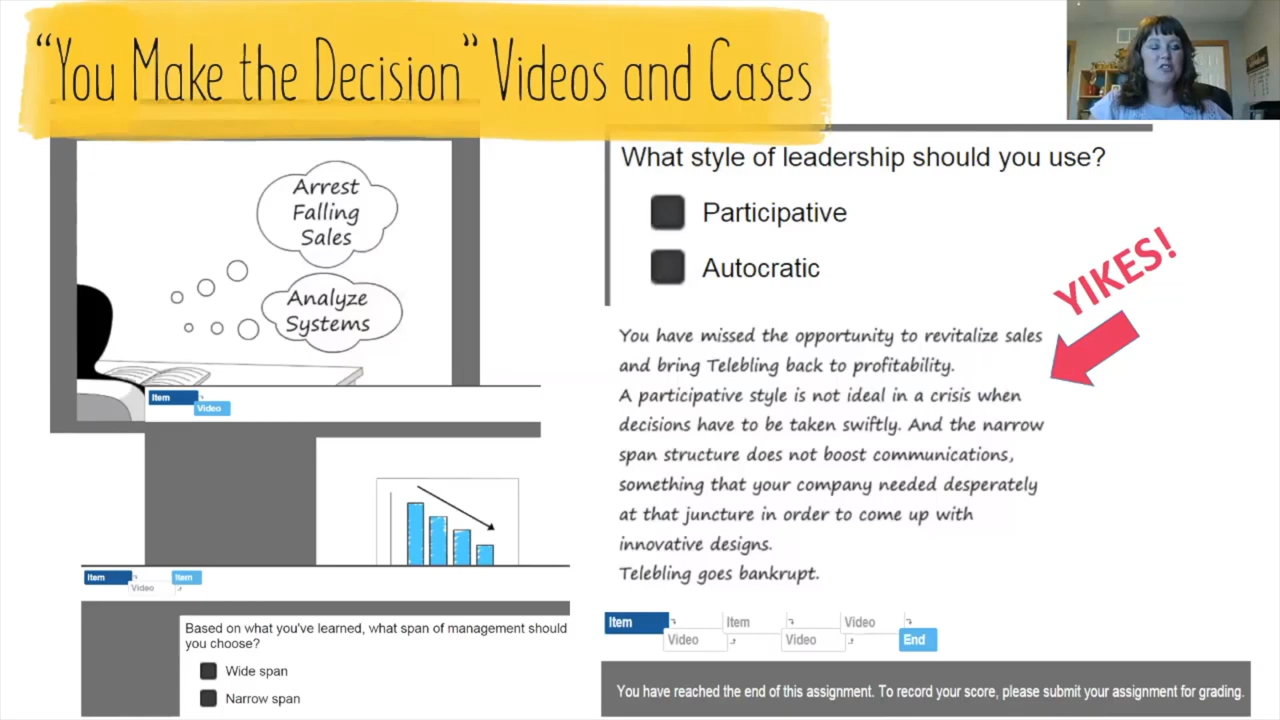 “You Make the Decision” Videos and Cases
Arrest
Falling
Sales
Analyze
Systems
Item
Video
Item
Video
Item
Based on what you've learned, what span of management should
you choose?
Wide span
Narrow span
What style of leadership should you use?
Participative
Autocratic
YIKES!
You have missed the opportunity to revitalize sales
and bring Telebling back to profitability.
A participative style is not ideal in a crisis when
decisions have to be taken swiftly. And the narrow
span structure does not boost communications,
something that your company needed desperately
at that juncture in order to come up with
innovative designs.
Telebling goes bankrupt.
Item
Video
Item
Video
Video
End
You have reached the end of this assignment. To record your score, please submit your assignment for grading.